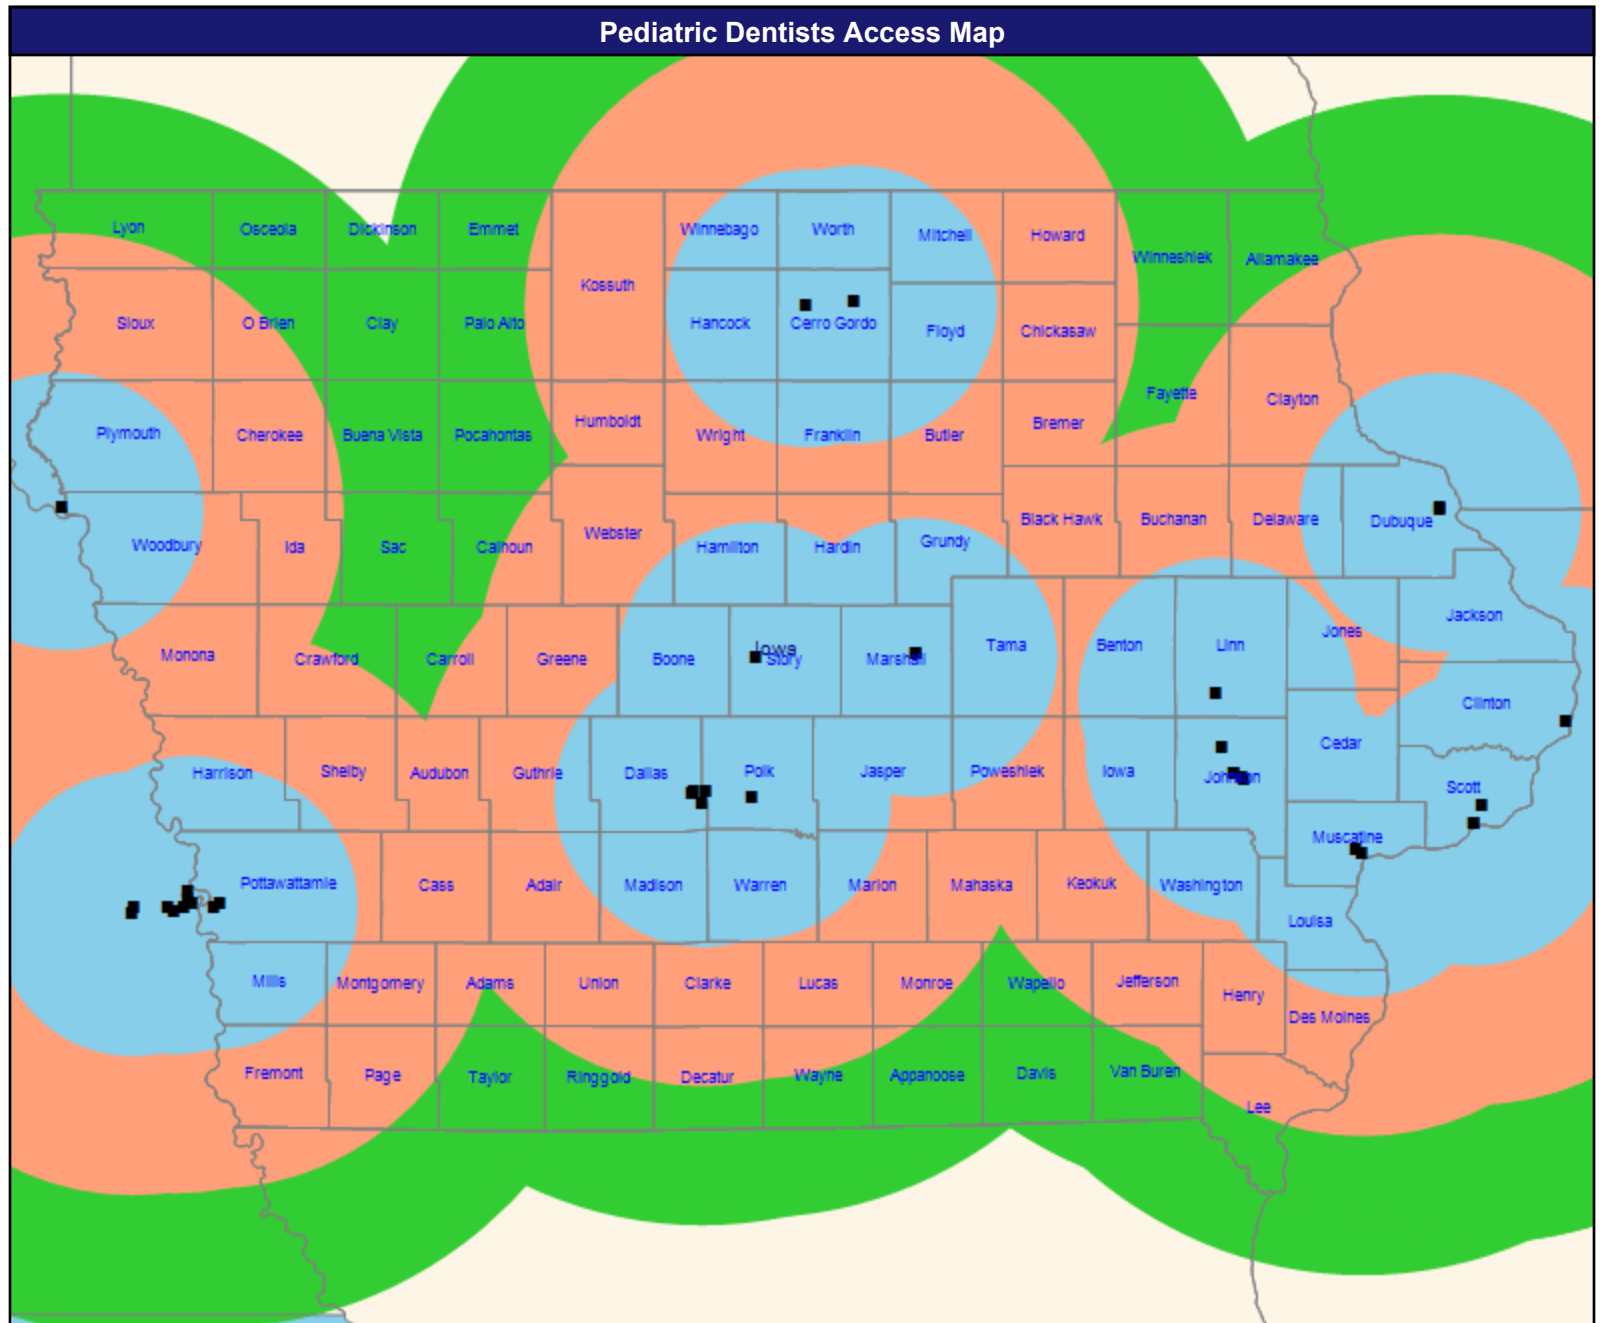 Pediatric Dentists Access Map
Lyon
Osceola
Dickinson
Emmet
Winnebago
Worth
Mitchell
Howard
Winneshiek
Allamakee
Kossuth
Sioux
O Brien
Clay
Palo Alto
Hancock
Cerro Gordo
Floyd
Chickasaw
Fayette
Clayton
Plymouth
Cherokee
Buena Vista
Pocahontas
Humboldt
Wright
Franklin
Butler
Bremer
Woodbury
Ida
Sac
Calhoun
Webster
Hamilton
Hardin
Grundy
Black Hawk
Buchanan
Delaware
Dubuque
Jackson
Monona
Crawford
Carroll
Greene
Boone
Iowa
Story
Marshall
Tama
Benton
Linn
Jones
Clinton
Harrison
Shelby
Audubon
Guthrie
Dallas
Polk
Jasper
Poweshiek
Iowa
Johnson
Cedar
Scott
Muscatine
Pottawattamie
Cass
Adair
Madison
Warren
Marion
Mahaska
Keokuk
Washington
Louisa
Mills
Montgomery
Adams
Union
Clarke
Lucas
Monroe
Wapello
Jefferson
Henry
Des Moines
Fremont
Page
Taylor
Ringgold
Decatur
Wayne
Appanoose
Davis
Van Buren
Lee